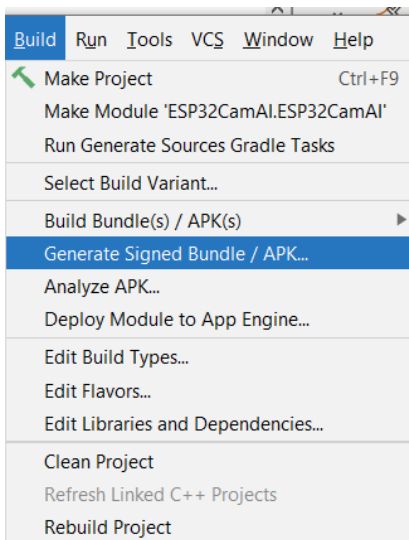 Build Run Tools VCS Window Help
Make Project Ctrl+F9
Make Module 'ESP32CamAI.ESP32CamAI'
Run Generate Sources Gradle Tasks
Select Build Variant...
Build Bundle(s) / APK(s)
Generate Signed Bundle / APK...
Analyze APK...
Deploy Module to App Engine...
Edit Build Types...
Edit Flavors...
Edit Libraries and Dependencies...
Clean Project
Refresh Linked C++ Projects
Rebuild Project